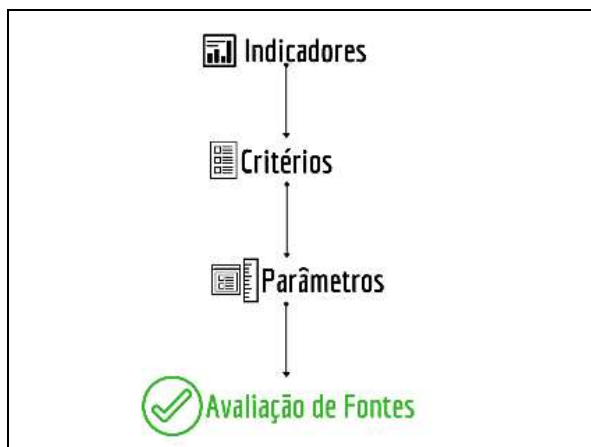 Indicadores
Critérios
Parâmetros
Avaliação de Fontes